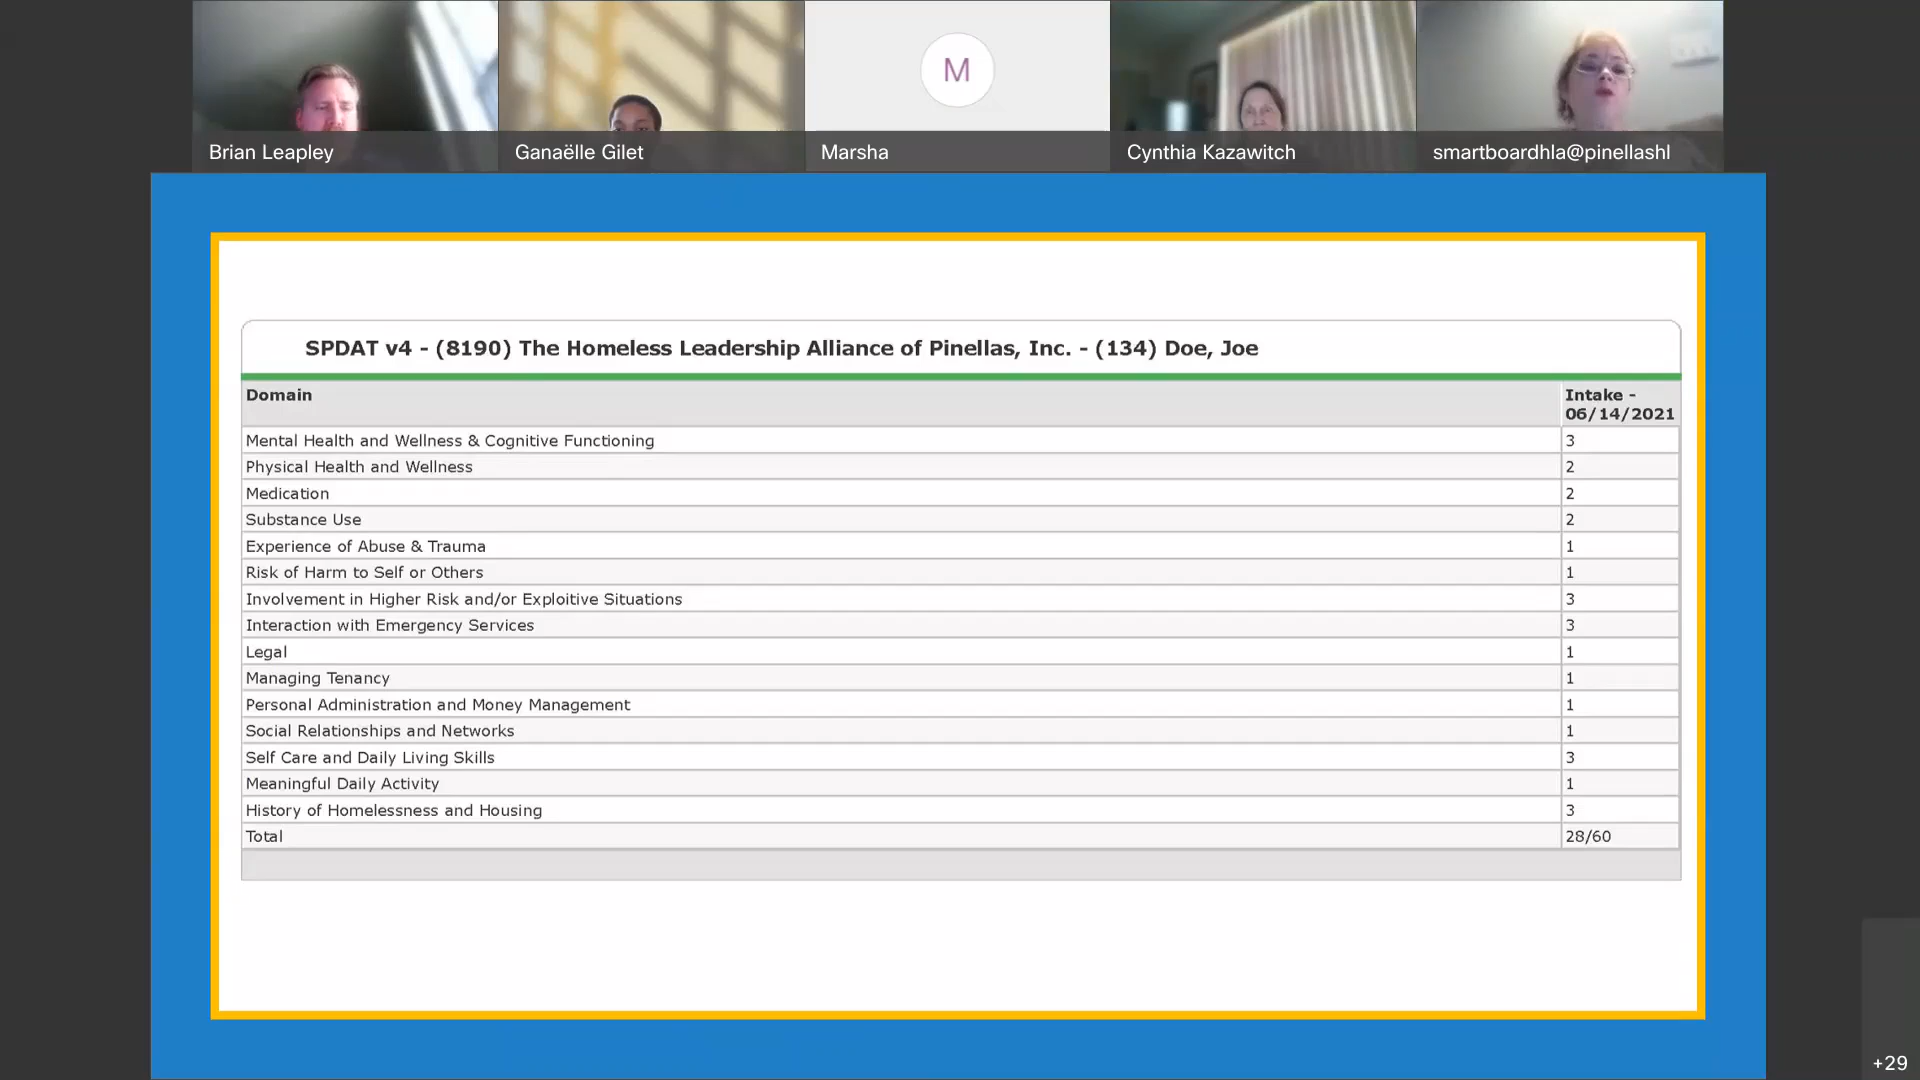 M
Brian Leapley
Ganaëlle Gilet
Marsha
Cynthia Kazawitch
smartboardhla@pinellashl
SPDAT v4 - (8190) The Homeless Leadership Alliance of Pinellas, Inc. - (134) Doe, Joe
Domain Intake -
06/14/2021
Mental Health and Wellness & Cognitive Functioning 3
Physical Health and Wellness 2
Medication 2
Substance Use 2
Experience of Abuse & Trauma 1
Risk of Harm to Self or Others 1
Involvement in Higher Risk and/or Exploitive Situations 3
Interaction with Emergency Services 3
Legal 1
Managing Tenancy 1
Personal Administration and Money Management 1
Social Relationships and Networks 1
Self Care and Daily Living Skills 3
Meaningful Daily Activity 1
History of Homelessness and Housing 3
Total 28/60
+29